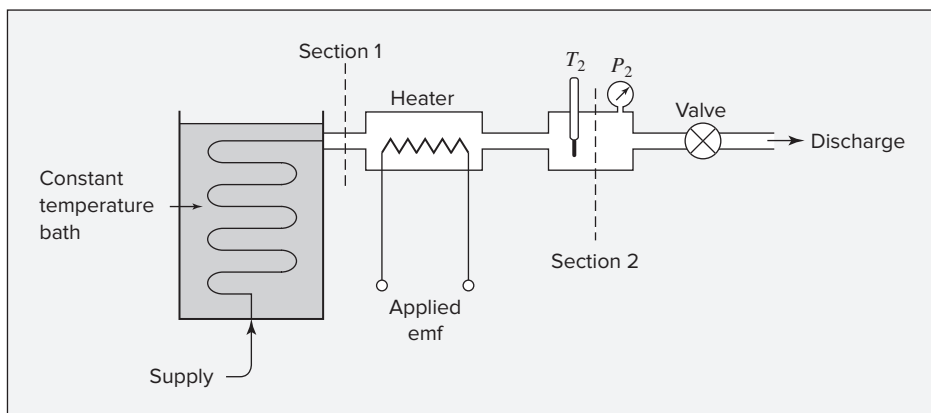 Section 1
T2
P2
Heater
Valve
Discharge
Constant
temperature
bath
Section 2
Applied
emf
Supply